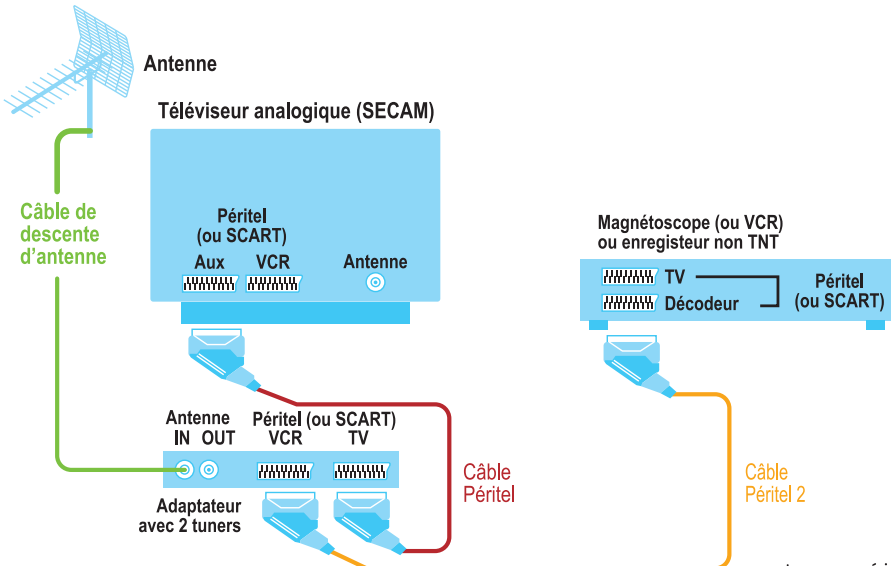 Antenne
Téléviseur analogique (SECAM)
Câble de
descente
d'antenne
Péritel
(ou SCART)
Aux VCR
Antenne
Magnétoscope (ou VCR)
ou enregisteur non TNT
TV
Décodeur
Péritel
(ou SCART)
Antenne
IN OUT
Péritel (ou SCART)
VCR TV
Adaptateur
avec 2 tuners
Câble
Péritel
Câble
Péritel 2